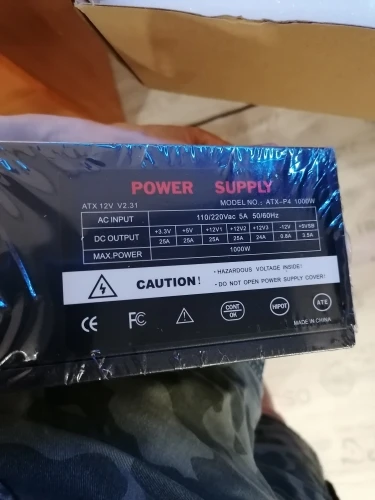 POWER SUPPLY
ATX 12V V2.31 MODEL NO.: ATX-P4 1000W
AC INPUT 110/220Vac 5A 50/60Hz
DC OUTPUT +3.3V +5V +12V1 +12V2 +12V3 -12V +5VSB
25A 25A 25A 25A 24A 0.8A 3.5A
MAX.POWER 1000W
CAUTION!
- HAZARDOUS VOLTAGE INSIDE!
- DO NOT OPEN POWER SUPPLY COVER!
CE FC CONT OK HIPOT ATE
MADE IN CHINA